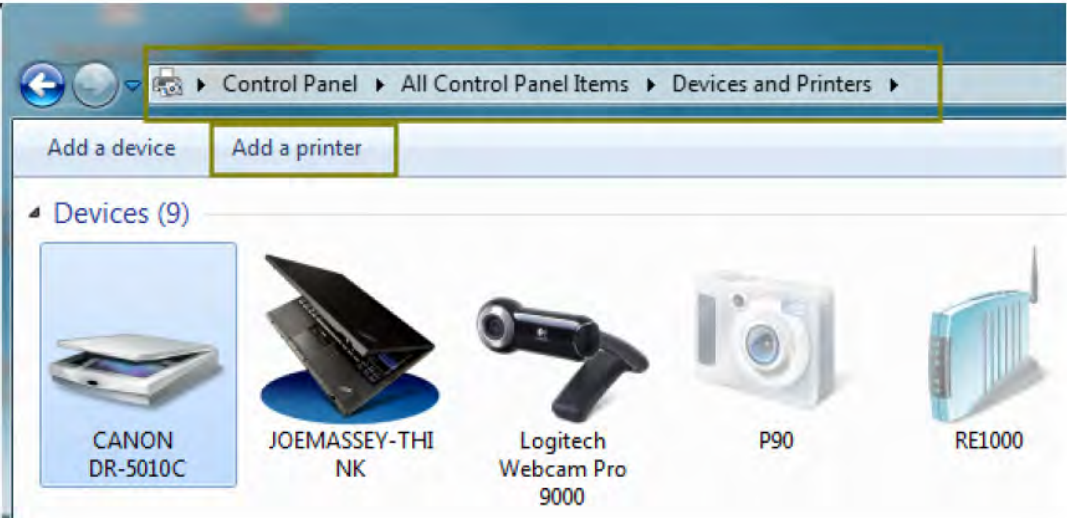 Control Panel ▸ All Control Panel Items ▸ Devices and Printers
Add a device Add a printer
Devices (9)
CANON
DR-5010C
JOEMASSEY-THI
NK
Logitech
Webcam Pro
9000
P90
RE1000